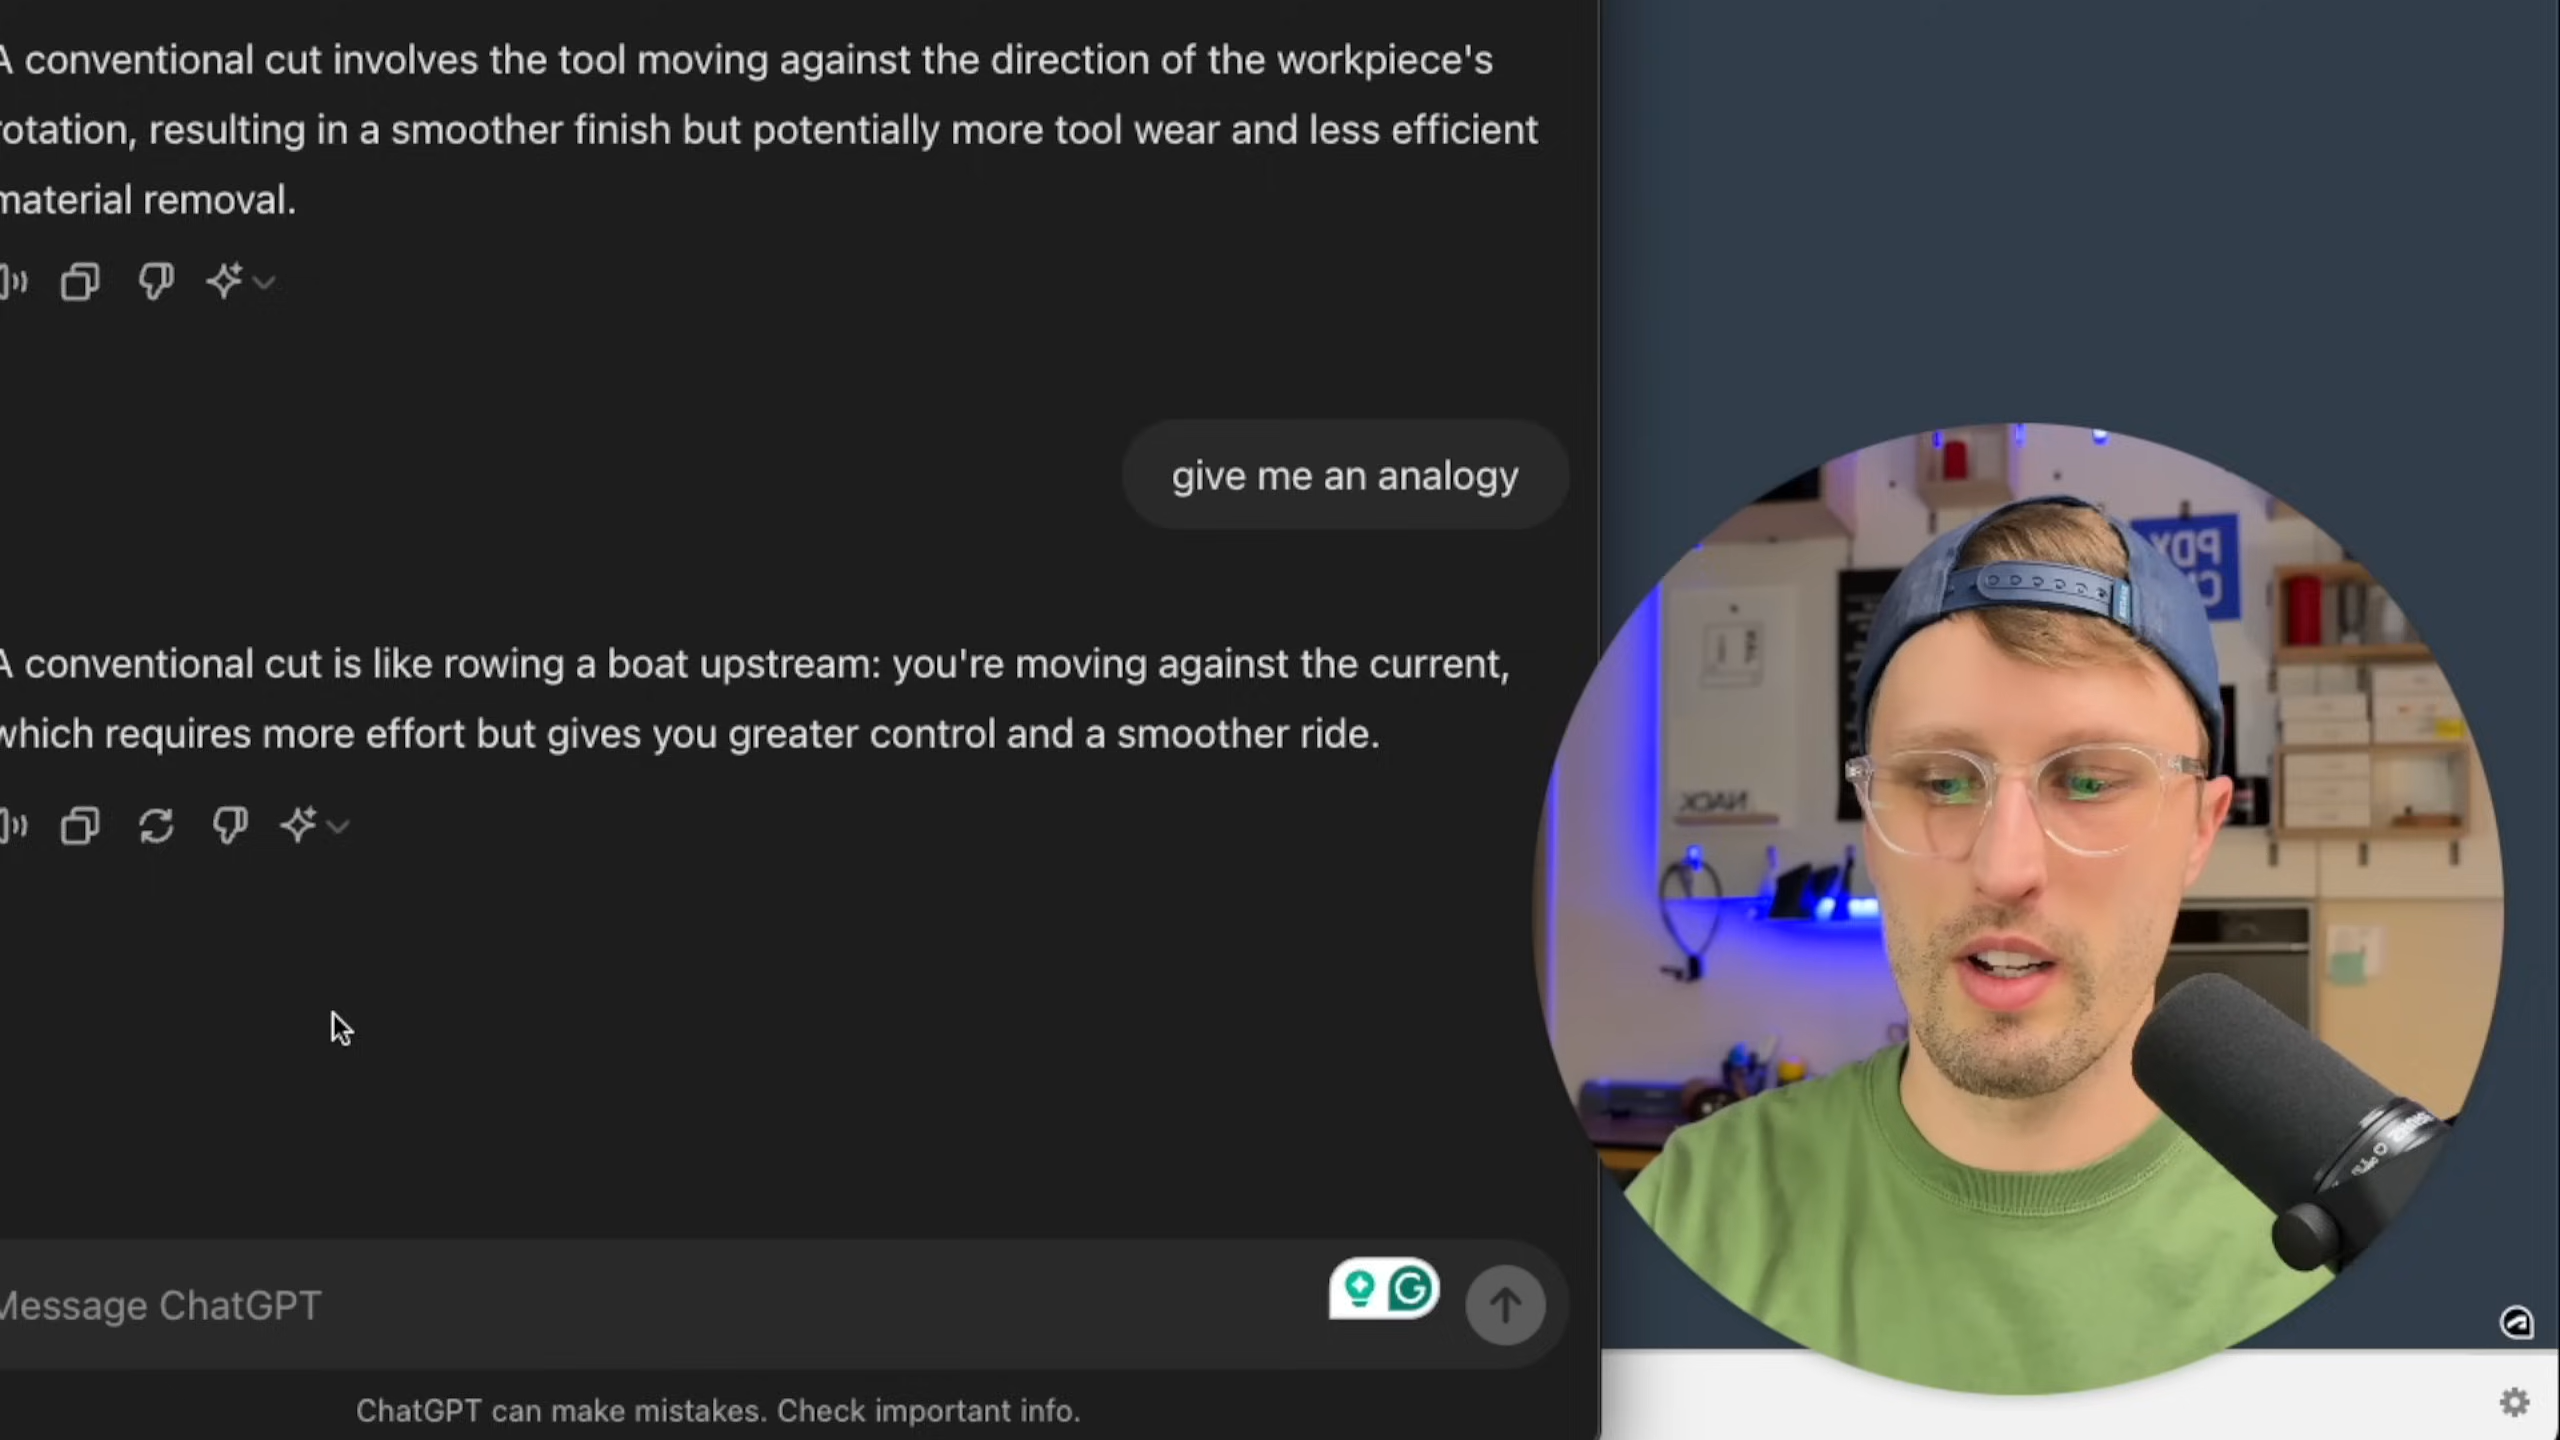 A conventional cut involves the tool moving against the direction of the workpiece's
rotation, resulting in a smoother finish but potentially more tool wear and less efficient
material removal.
give me an analogy
A conventional cut is like rowing a boat upstream: you're moving against the current,
which requires more effort but gives you greater control and a smoother ride.
Message ChatGPT
ChatGPT can make mistakes. Check important info.
PDX
NACK
SHURE